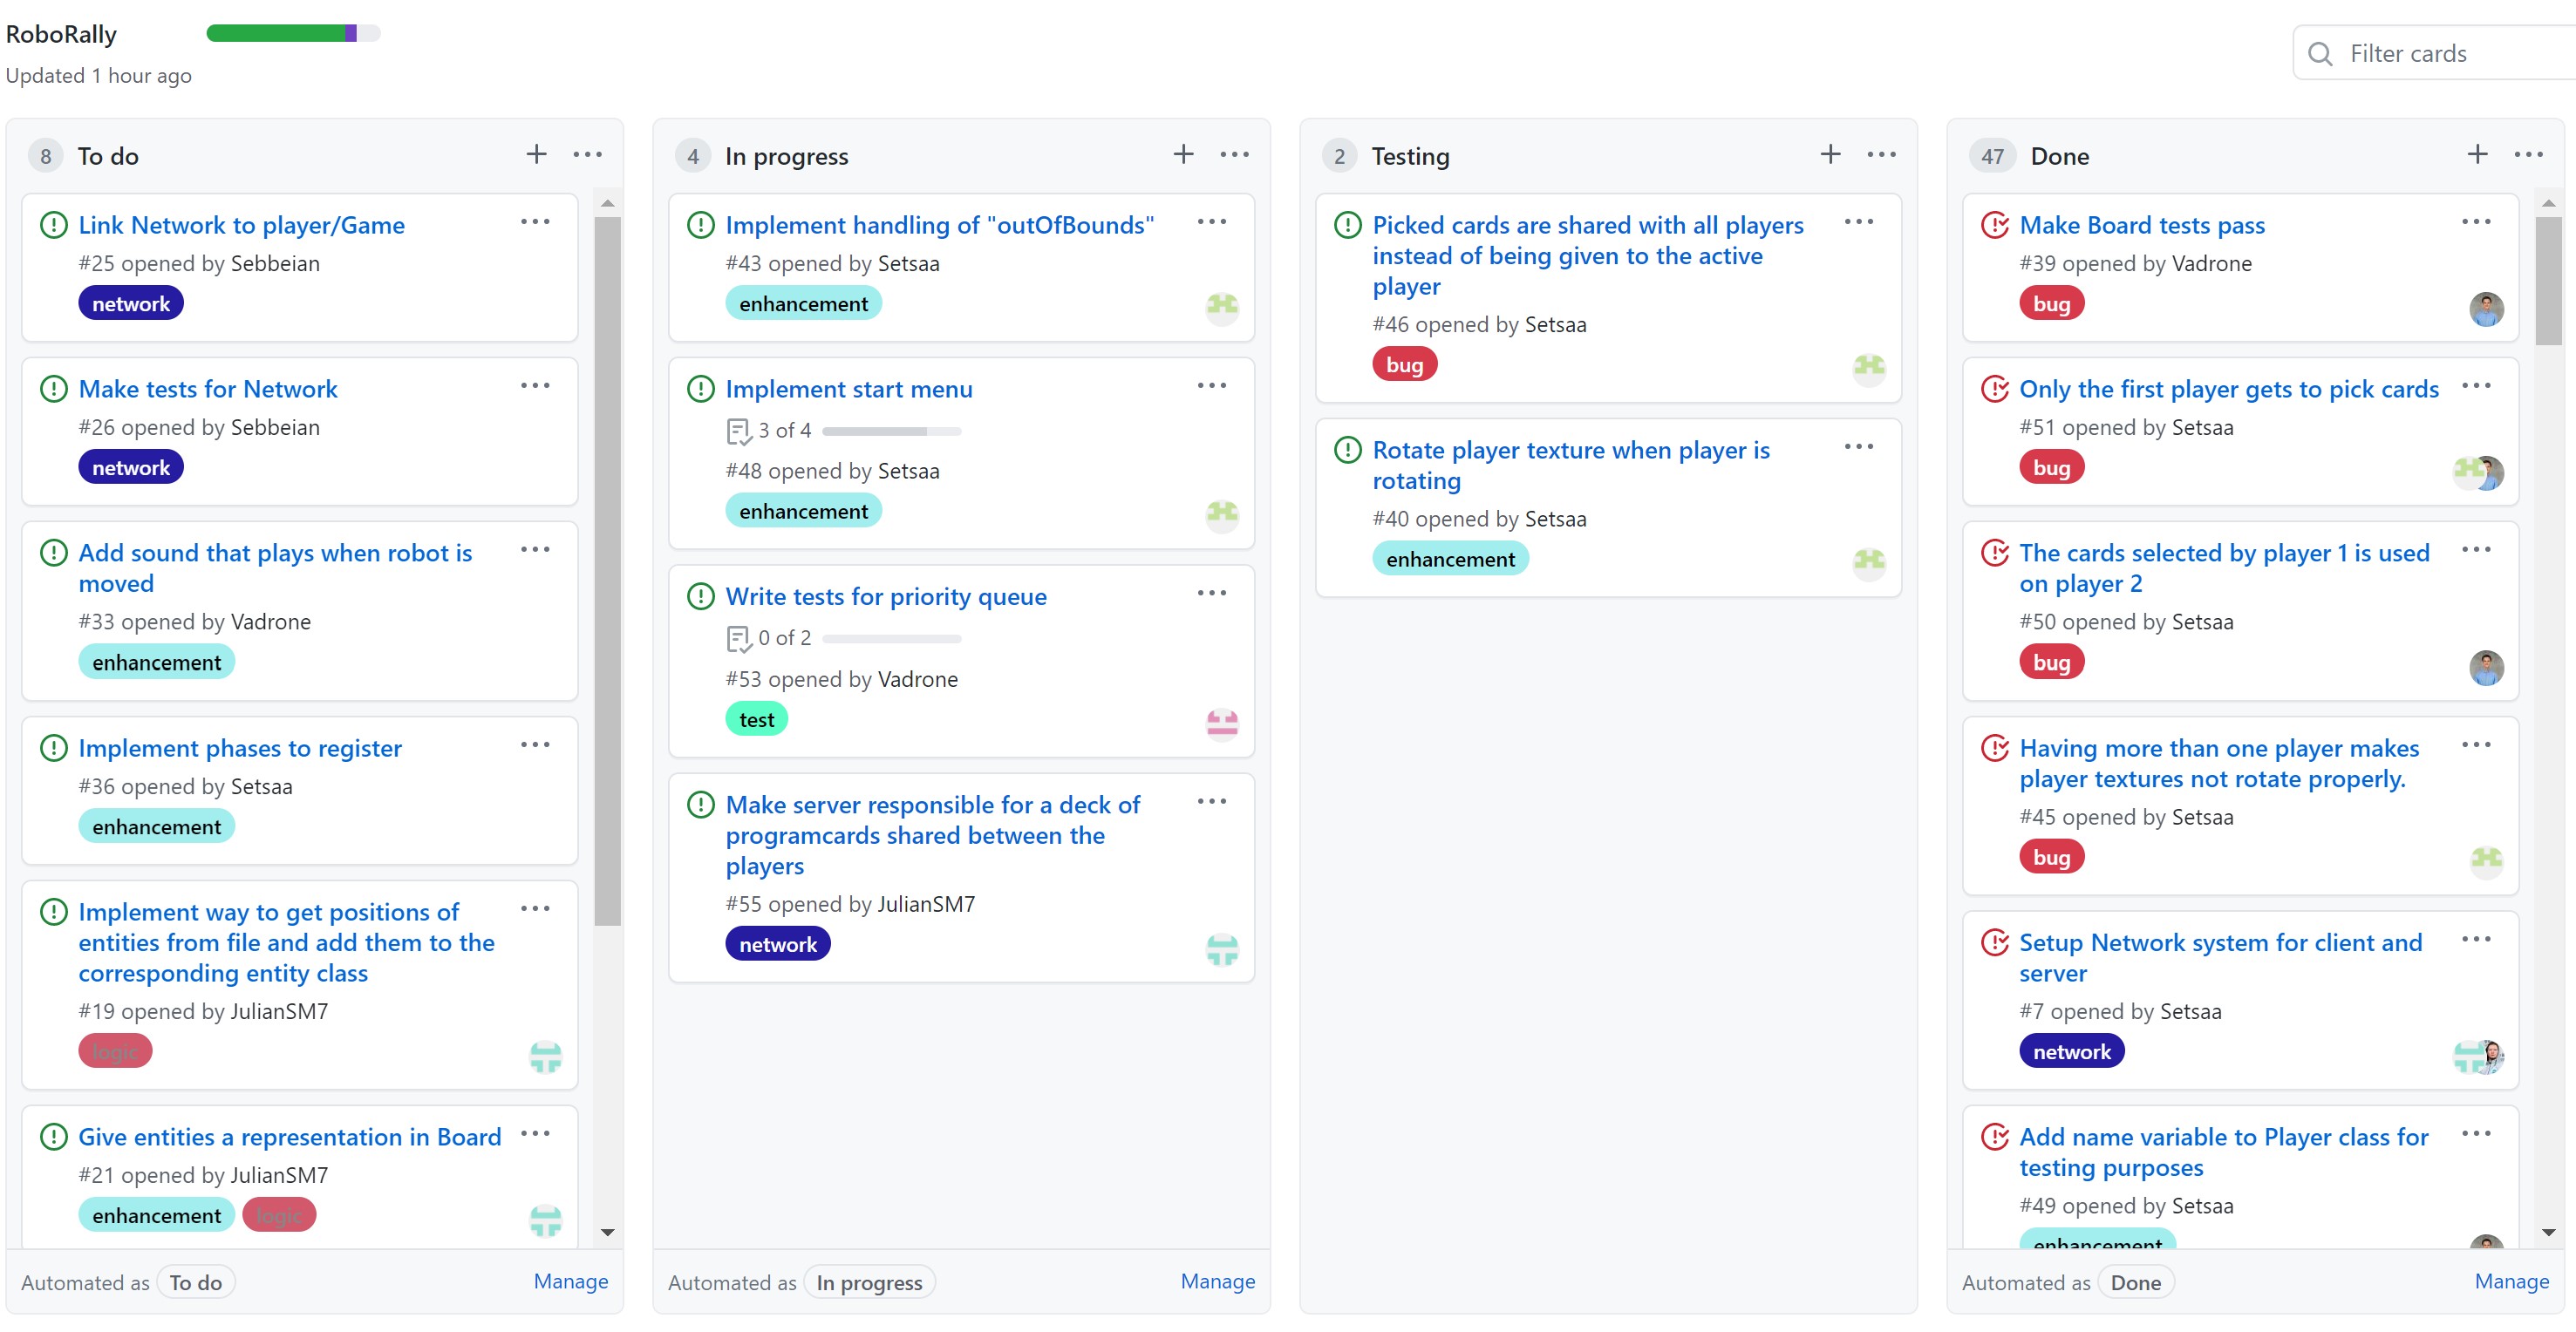 RoboRally
Updated 1 hour ago
Filter cards
8 To do
Link Network to player/Game
#25 opened by Sebbeian
network
Make tests for Network
#26 opened by Sebbeian
network
Add sound that plays when robot is
moved
#33 opened by Vadrone
enhancement
Implement phases to register
#36 opened by Setsaa
enhancement
Implement way to get positions of
entities from file and add them to the
corresponding entity class
#19 opened by JulianSM7
logic
Give entities a representation in Board
#21 opened by JulianSM7
enhancement logic
Automated as To do Manage
4 In progress
Implement handling of "outOfBounds"
#43 opened by Setsaa
enhancement
Implement start menu
3 of 4
#48 opened by Setsaa
enhancement
Write tests for priority queue
0 of 2
#53 opened by Vadrone
test
Make server responsible for a deck of
programcards shared between the
players
#55 opened by JulianSM7
network
Automated as In progress Manage
2 Testing
Picked cards are shared with all players
instead of being given to the active
player
#46 opened by Setsaa
bug
Rotate player texture when player is
rotating
#40 opened by Setsaa
enhancement
47 Done
Make Board tests pass
#39 opened by Vadrone
bug
Only the first player gets to pick cards
#51 opened by Setsaa
bug
The cards selected by player 1 is used
on player 2
#50 opened by Setsaa
bug
Having more than one player makes
player textures not rotate properly.
#45 opened by Setsaa
bug
Setup Network system for client and
server
#7 opened by Setsaa
network
Add name variable to Player class for
testing purposes
#49 opened by Setsaa
enhancement
Automated as Done Manage